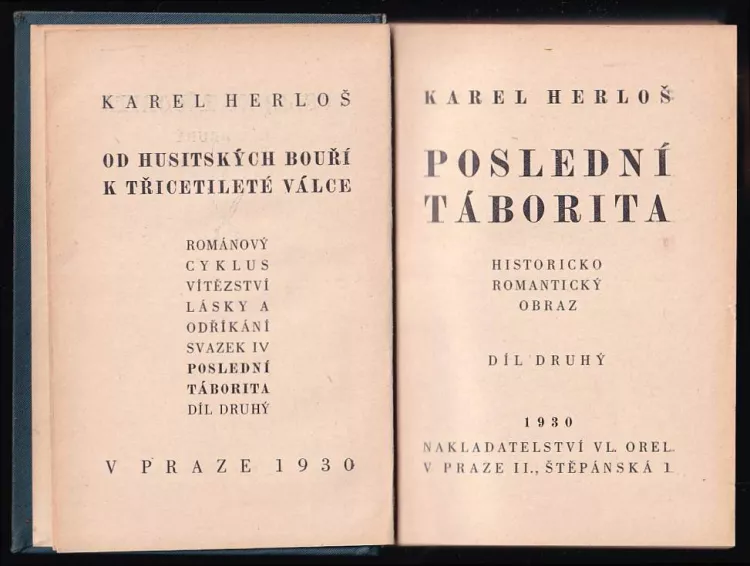 KAREL HERLOŠ
OD HUSITSKÝCH BOUŘÍ
K TŘICETILETÉ VÁLCE
ROMÁNOVÝ
CYKLUS
VÍTĚZSTVÍ
LÁSKY A
ODŘÍKÁNÍ
SVAZEK IV
POSLEDNÍ
TÁBORITA
DÍL DRUHÝ
V PRAZE 1930
KAREL HERLOŠ
POSLEDNÍ
TÁBORITA
HISTORICKO
ROMANTICKÝ
OBRAZ
DÍL DRUHÝ
1930
NAKLADATELSTVÍ VL. OREL
V PRAZE II., ŠTĚPÁNSKÁ 1